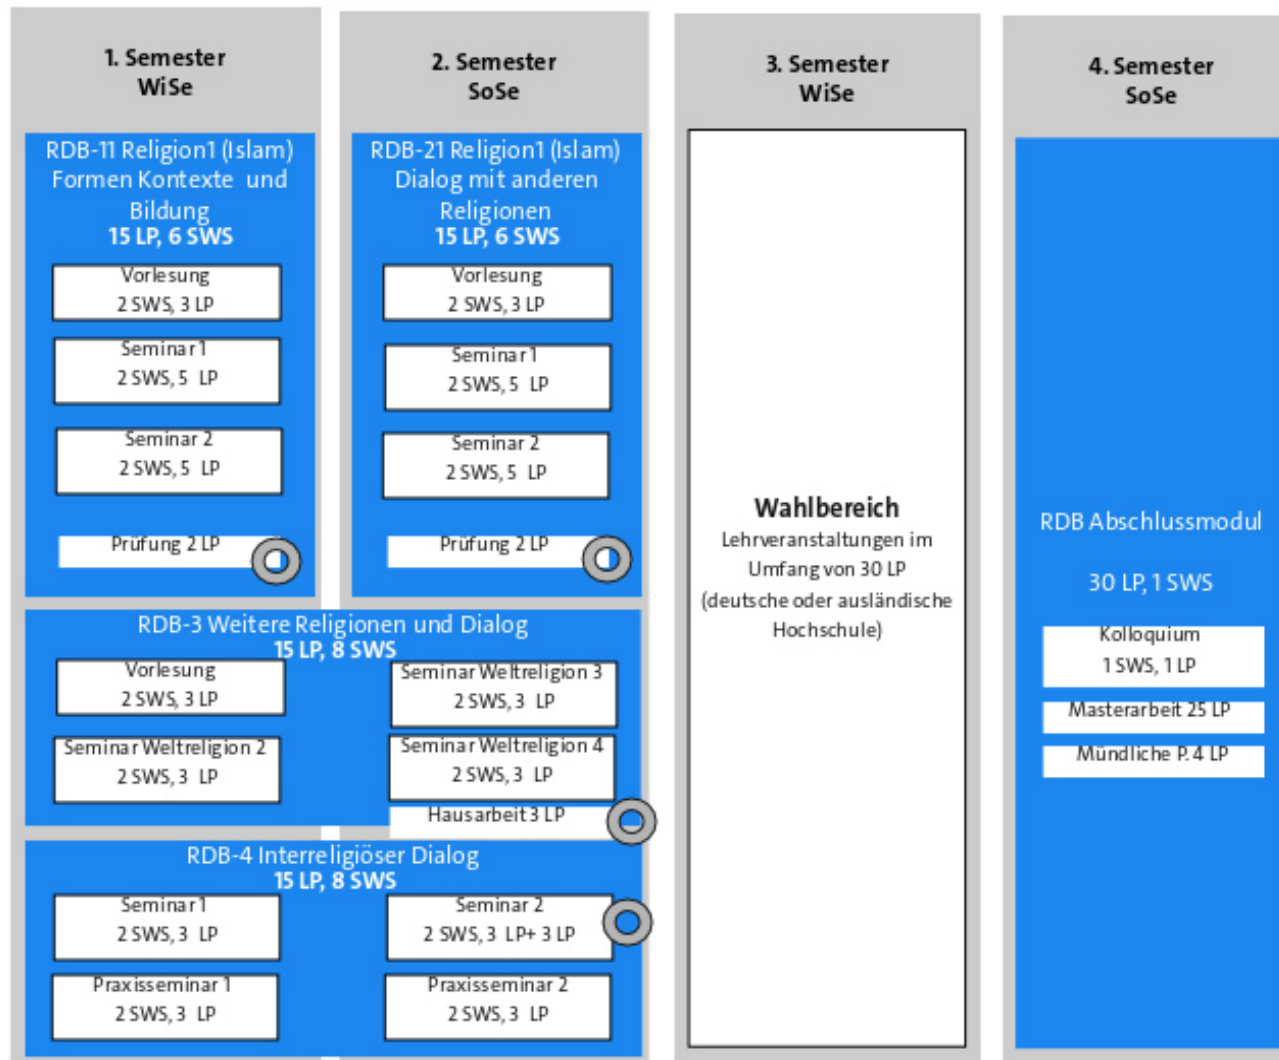 1. Semester
WiSe
RDB-11 Religion1 (Islam)
Formen Kontexte und
Bildung
15 LP, 6 SWS
Vorlesung
2 SWS, 3 LP
Seminar 1
2 SWS, 5 LP
Seminar 2
2 SWS, 5 LP
Prüfung 2 LP
2. Semester
SoSe
RDB-21 Religion1 (Islam)
Dialog mit anderen
Religionen
15 LP, 6 SWS
Vorlesung
2 SWS, 3 LP
Seminar 1
2 SWS, 5 LP
Seminar 2
2 SWS, 5 LP
Prüfung 2 LP
RDB-3 Weitere Religionen und Dialog
15 LP, 8 SWS
Vorlesung
2 SWS, 3 LP
Seminar Weltreligion 2
2 SWS, 3 LP
Seminar Weltreligion 3
2 SWS, 3 LP
Seminar Weltreligion 4
2 SWS, 3 LP
Hausarbeit 3 LP
RDB-4 Interreligiöser Dialog
15 LP, 8 SWS
Seminar 1
2 SWS, 3 LP
Praxisseminar 1
2 SWS, 3 LP
Seminar 2
2 SWS, 3 LP+ 3 LP
Praxisseminar 2
2 SWS, 3 LP
3. Semester
WiSe
Wahlbereich
Lehrveranstaltungen im
Umfang von 30 LP
(deutsche oder ausländische
Hochschule)
4. Semester
SoSe
RDB Abschlussmodul
30 LP, 1 SWS
Kolloquium
1 SWS, 1 LP
Masterarbeit 25 LP
Mündliche P. 4 LP